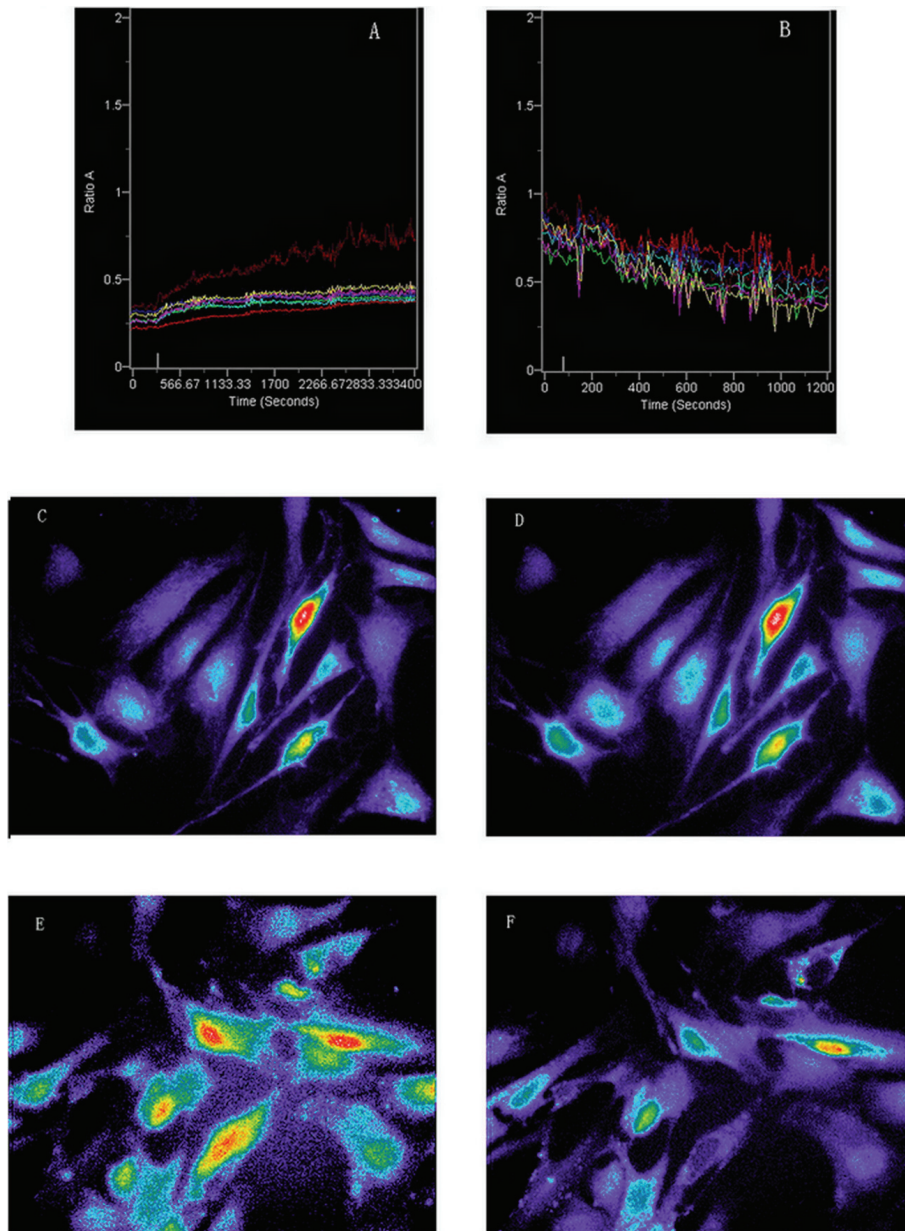 A
2
1.5
1
0.5
0
Ratio A
0 566.67 1133.33 1700 2266.672833.333400
Time (Seconds)
B
2
1.5
1
0.5
0
Ratio A
0 200 400 600 800 1000 1200
Time (Seconds)
C
D
E
F